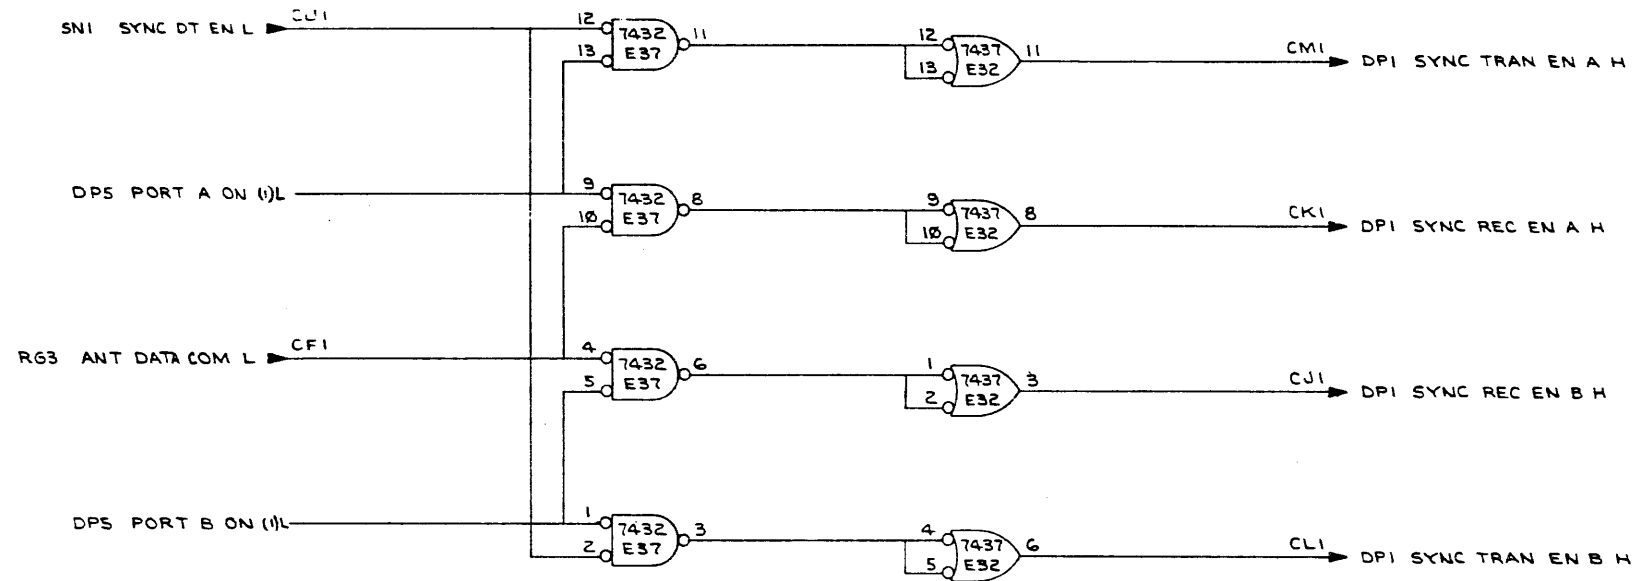 SN1 SYNC DT EN L
12
7432
E37
13
11
12
7437
E32
13
11
CM1
DP1 SYNC TRAN EN A H
DP5 PORT A ON (1)L
9
7432
E37
10
8
9
7437
E32
10
8
CK1
DP1 SYNC REC EN A H
RG3 ANT DATA COM L
CF1
4
7432
E37
5
6
1
7437
E32
2
3
CJ1
DP1 SYNC REC EN B H
DP5 PORT B ON (1)L
1
7432
E37
2
3
4
7437
E32
5
6
CL1
DP1 SYNC TRAN EN B H